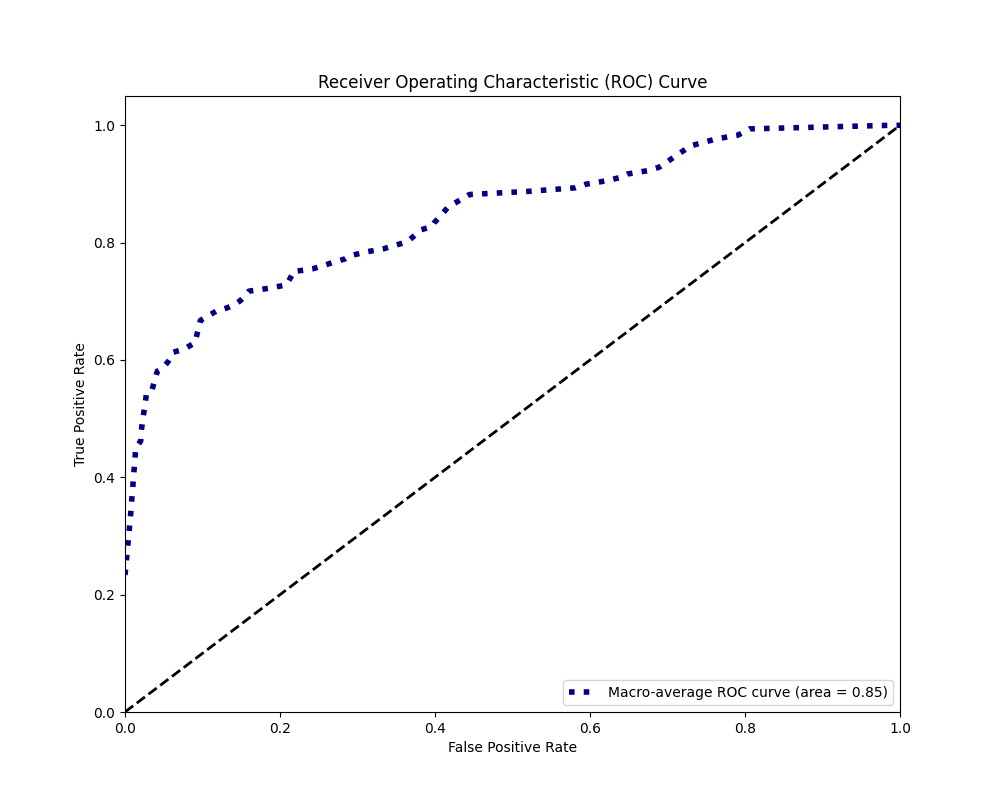 Receiver Operating Characteristic (ROC) Curve
1.0
0.8
0.6
0.4
0.2
0.0
True Positive Rate
Macro-average ROC curve (area = 0.85)
0.0 0.2 0.4 0.6 0.8 1.0
False Positive Rate